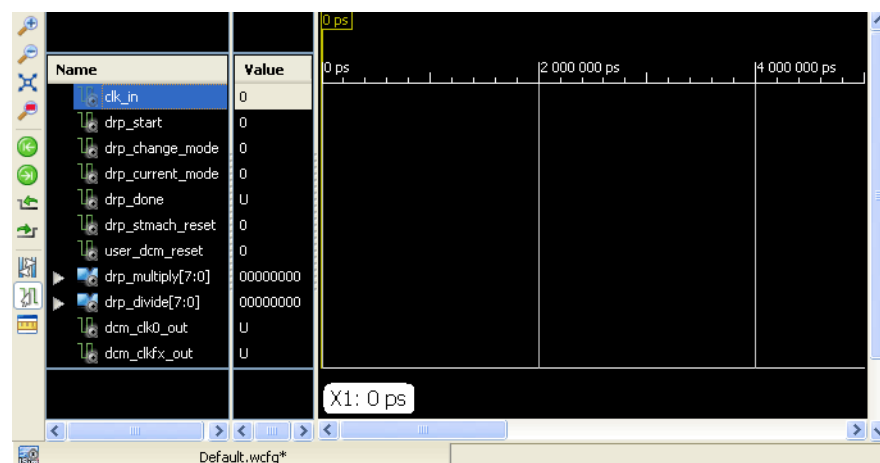 0 ps
Name Value 0 ps 2 000 000 ps 4 000 000 ps
clk_in 0
drp_start 0
drp_change_mode 0
drp_current_mode 0
drp_done U
drp_stmach_reset 0
user_dcm_reset 0
drp_multiply[7:0] 00000000
drp_divide[7:0] 00000000
dcm_clk0_out U
dcm_clkfx_out U
X1: 0 ps
Default.wcfg*